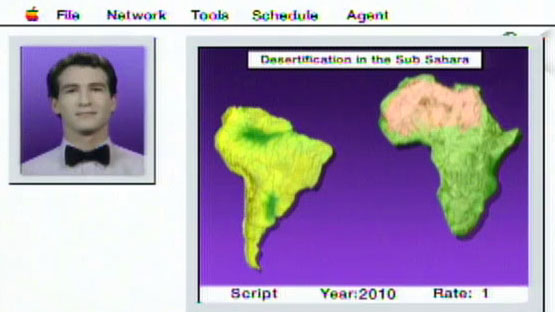 File Network Tools Schedule Agent
Desertification in the Sub Sahara
Script Year:2010 Rate: 1